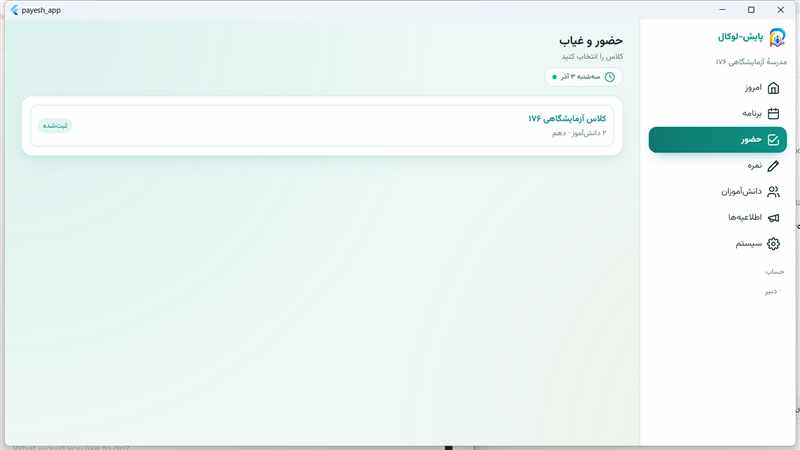 payesh_app
پایش-لوکال
مدرسهٔ آزمایشگاهی ۱۷۶
امروز
برنامه
حضور
نمره
دانش‌آموزان
اطلاعیه‌ها
سیستم
حساب
دبیر
حضور و غیاب
کلاس را انتخاب کنید
سه‌شنبه ۳ آذر
کلاس آزمایشگاهی ۱۷۶
۲ دانش‌آموز · دهم
ثبت‌شده